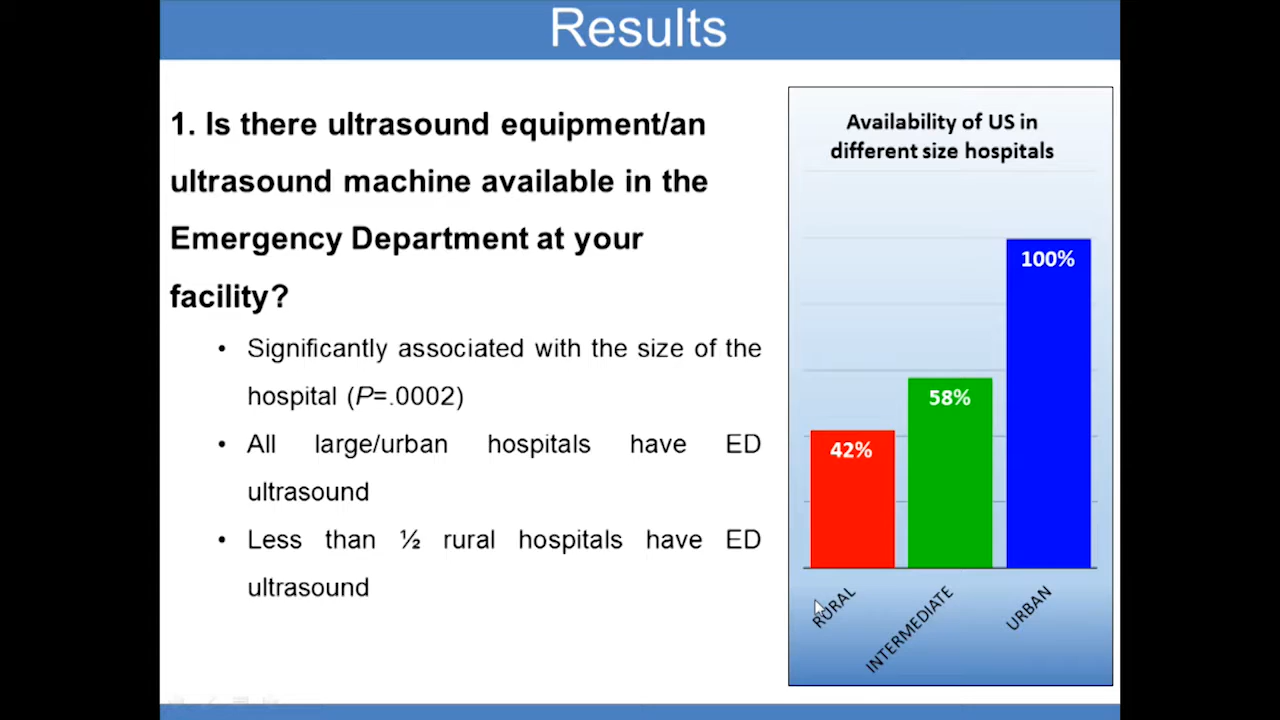 Results
1. Is there ultrasound equipment/an
ultrasound machine available in the
Emergency Department at your
facility?
• Significantly associated with the size of the
hospital (P=.0002)
• All large/urban hospitals have ED
ultrasound
• Less than ½ rural hospitals have ED
ultrasound
Availability of US in
different size hospitals
42%
58%
100%
RURAL
INTERMEDIATE
URBAN